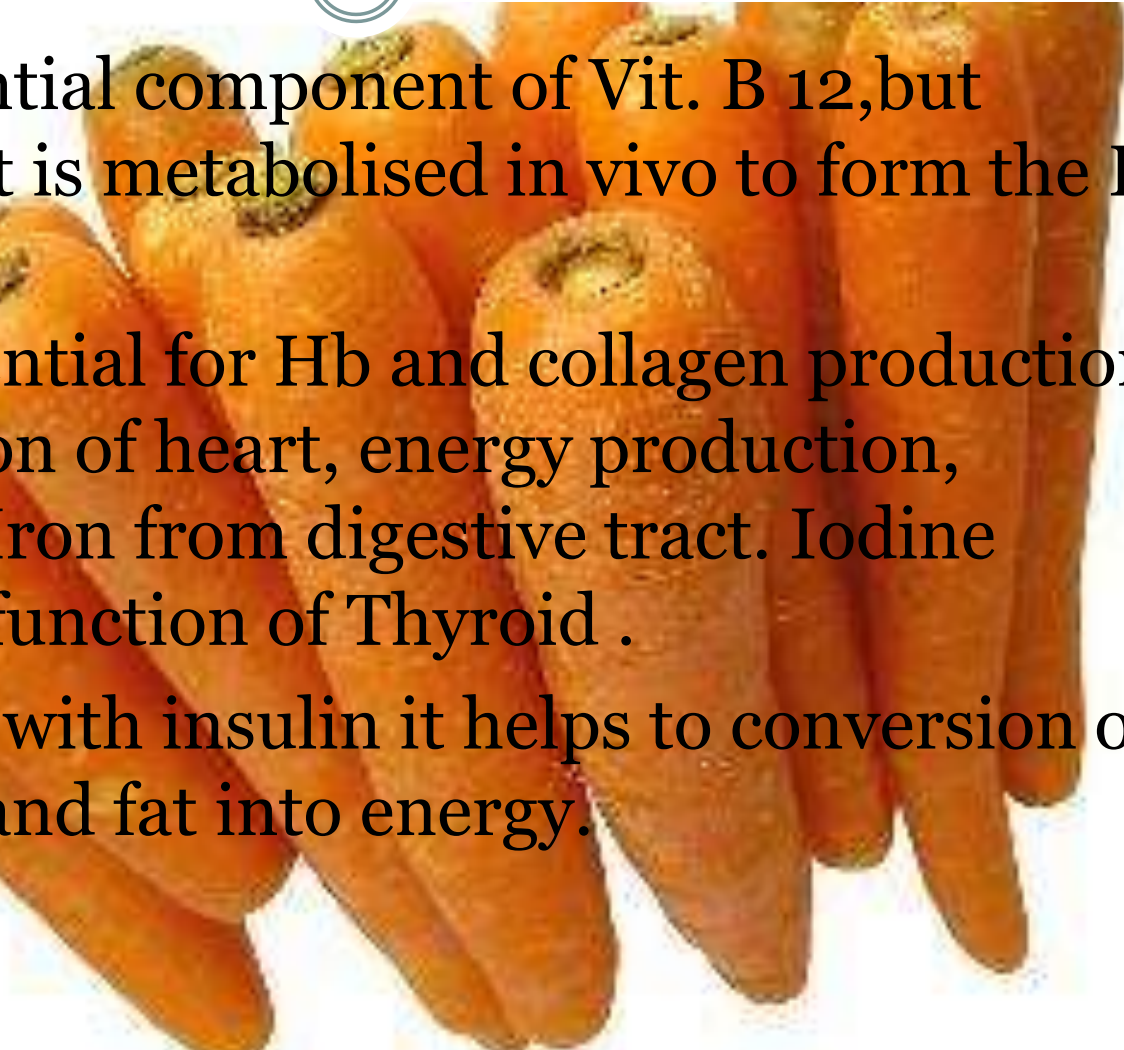 ntial component of Vit. B 12,but
t is metabolised in vivo to form the
ntial for Hb and collagen production
on of heart, energy production,
Iron from digestive tract. Iodine
function of Thyroid .
with insulin it helps to conversion o
and fat into energy.